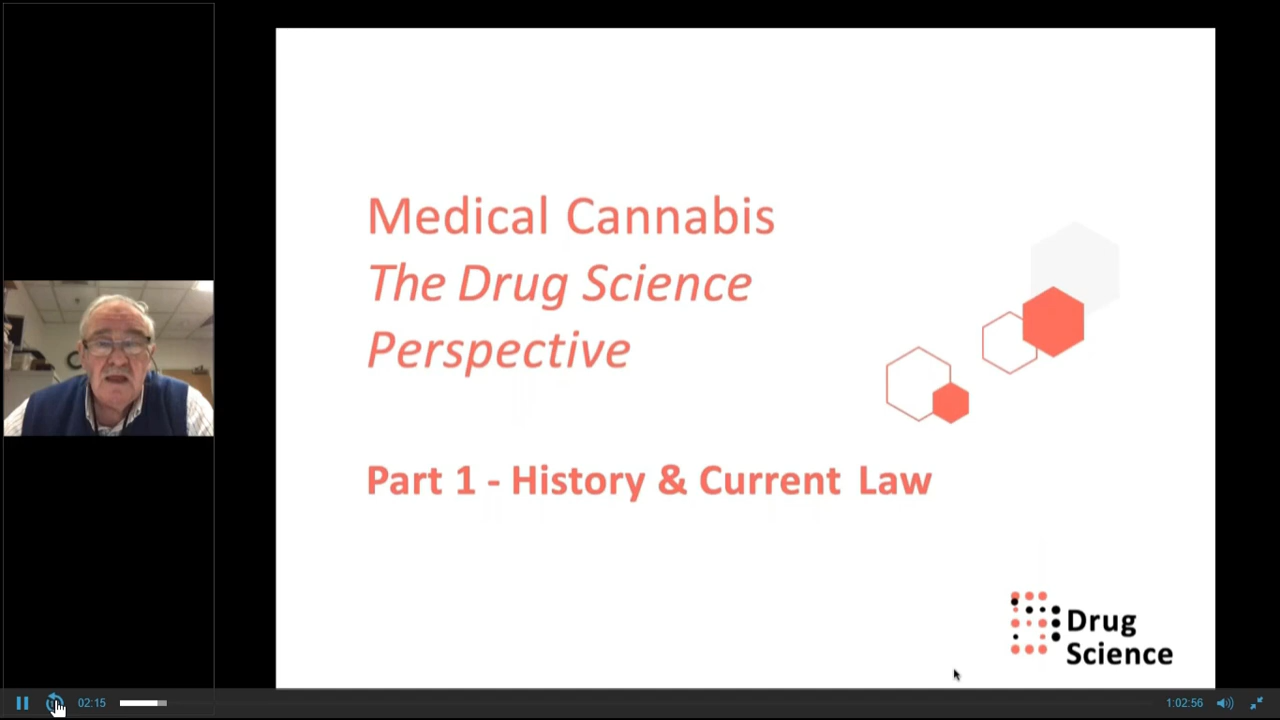 Medical Cannabis
The Drug Science
Perspective
Part 1 - History & Current Law
Drug
Science
02:15
1:02:56